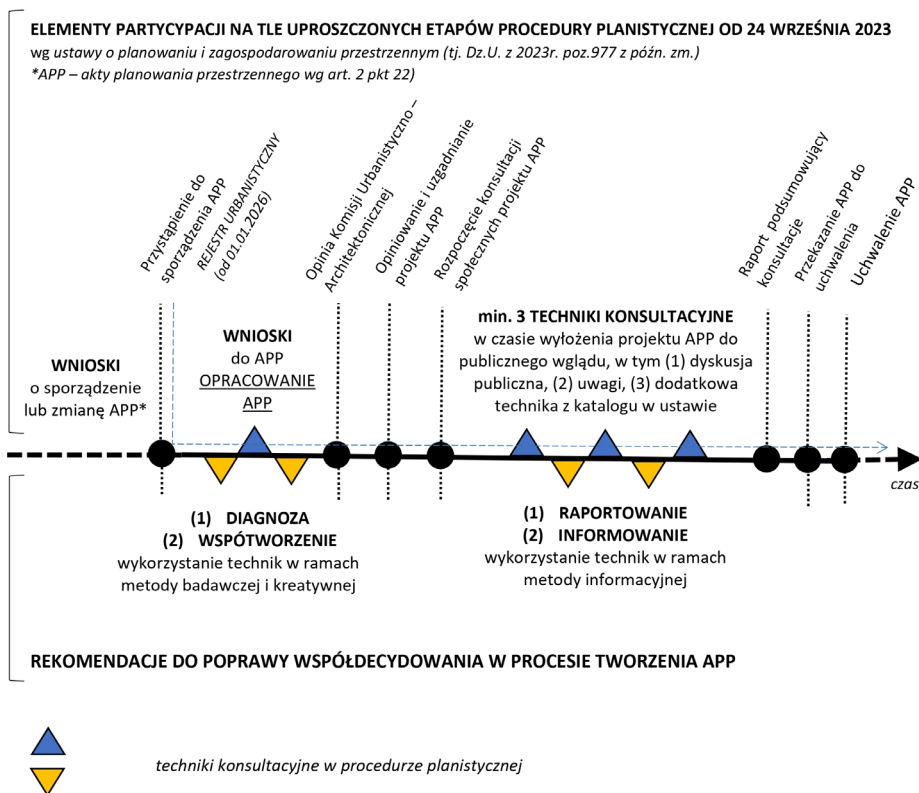 ELEMENTY PARTYCYPACJI NA TLE UPROSZCZONYCH ETAPÓW PROCEDURY PLANISTYCZNEJ OD 24 WRZEŚNIA 2023
wg ustawy o planowaniu i zagospodarowaniu przestrzennym (tj. Dz.U. z 2023r. poz.977 z późn. zm.)
*APP – akty planowania przestrzennego wg art. 2 pkt 22)
Przystąpienie do
sporządzenia APP
REJESTR URBANISTYCZNY
(od 01.01.2026)
Opinia Komisji Urbanistyczno –
Architektonicznej
Opiniowanie i uzgadnianie
projektu APP
Rozpoczęcie konsultacji
społecznych projektu APP
Raport podsumowujący
konsultacje
Przekazanie APP do
uchwalenia
Uchwalenie APP
WNIOSKI
o sporządzenie
lub zmianę APP*
WNIOSKI
do APP
OPRACOWANIE
APP
min. 3 TECHNIKI KONSULTACYJNE
w czasie wyłożenia projektu APP do
publicznego wglądu, w tym (1) dyskusja
publiczna, (2) uwagi, (3) dodatkowa
technika z katalogu w ustawie
czas
(1) DIAGNOZA
(2) WSPÓTWORZENIE
wykorzystanie technik w ramach
metody badawczej i kreatywnej
(1) RAPORTOWANIE
(2) INFORMOWANIE
wykorzystanie technik w ramach
metody informacyjnej
REKOMENDACJE DO POPRAWY WSPÓŁDECYDOWANIA W PROCESIE TWORZENIA APP
techniki konsultacyjne w procedurze planistycznej